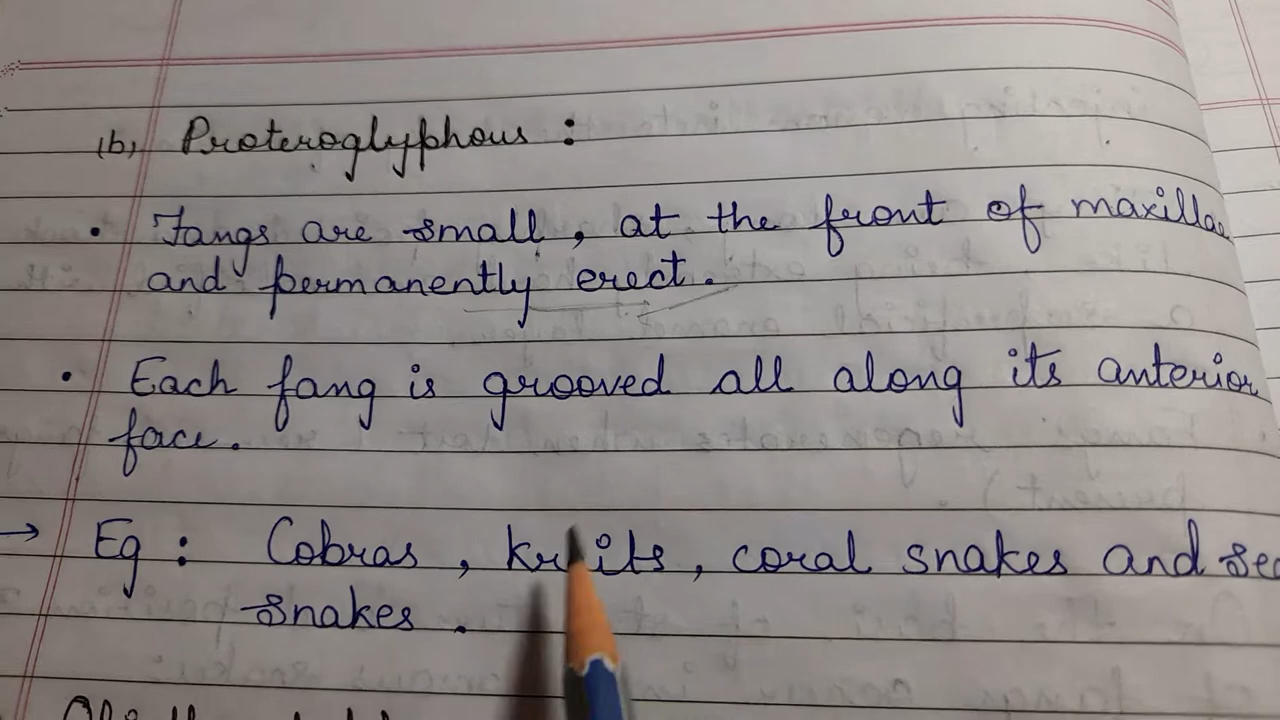 (b) Proteroglyphous :
• Fangs are small, at the front of maxillae
and permanently erect.
• Each fang is grooved all along its anterior
face.
→ Eg : Cobras, kraits, coral snakes and sea
snakes.